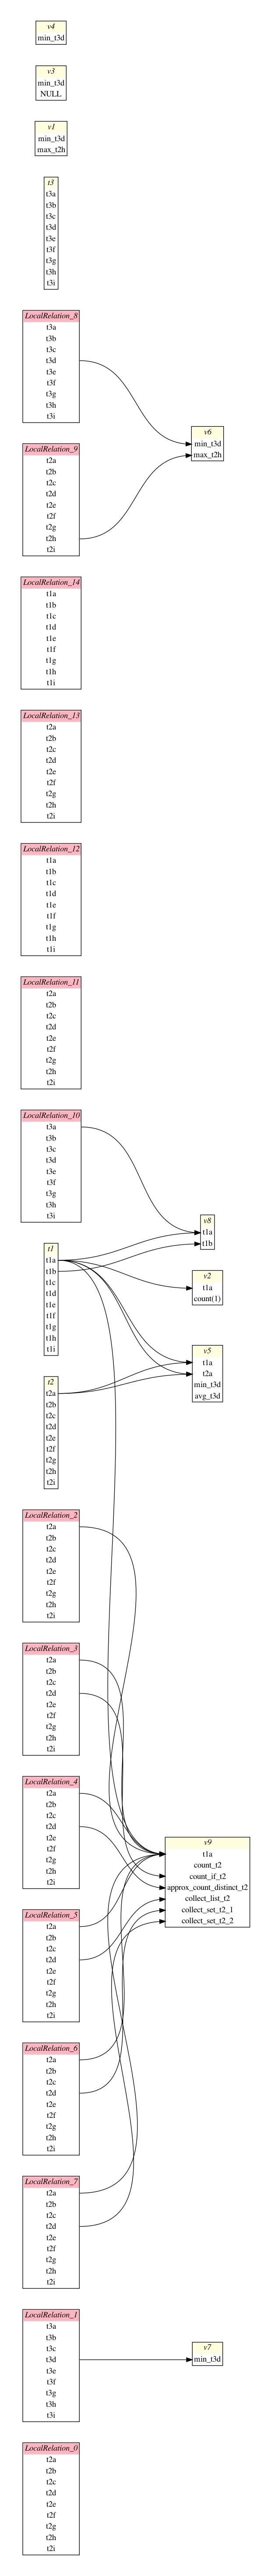 v4
min_t3d
v3
min_t3d
NULL
v1
min_t3d
max_t2h
t3
t3a
t3b
t3c
t3d
t3e
t3f
t3g
t3h
t3i
LocalRelation_8
t3a
t3b
t3c
t3d
t3e
t3f
t3g
t3h
t3i
v6
min_t3d
max_t2h
LocalRelation_9
t2a
t2b
t2c
t2d
t2e
t2f
t2g
t2h
t2i
LocalRelation_14
t1a
t1b
t1c
t1d
t1e
t1f
t1g
t1h
t1i
LocalRelation_13
t2a
t2b
t2c
t2d
t2e
t2f
t2g
t2h
t2i
LocalRelation_12
t1a
t1b
t1c
t1d
t1e
t1f
t1g
t1h
t1i
LocalRelation_11
t2a
t2b
t2c
t2d
t2e
t2f
t2g
t2h
t2i
LocalRelation_10
t3a
t3b
t3c
t3d
t3e
t3f
t3g
t3h
t3i
v8
t1a
t1b
t1
t1a
t1b
t1c
t1d
t1e
t1f
t1g
t1h
t1i
v2
t1a
count(1)
v5
t1a
t2a
min_t3d
avg_t3d
t2
t2a
t2b
t2c
t2d
t2e
t2f
t2g
t2h
t2i
LocalRelation_2
t2a
t2b
t2c
t2d
t2e
t2f
t2g
t2h
t2i
LocalRelation_3
t2a
t2b
t2c
t2d
t2e
t2f
t2g
t2h
t2i
LocalRelation_4
t2a
t2b
t2c
t2d
t2e
t2f
t2g
t2h
t2i
v9
t1a
count_t2
count_if_t2
approx_count_distinct_t2
collect_list_t2
collect_set_t2_1
collect_set_t2_2
LocalRelation_5
t2a
t2b
t2c
t2d
t2e
t2f
t2g
t2h
t2i
LocalRelation_6
t2a
t2b
t2c
t2d
t2e
t2f
t2g
t2h
t2i
LocalRelation_7
t2a
t2b
t2c
t2d
t2e
t2f
t2g
t2h
t2i
LocalRelation_1
t3a
t3b
t3c
t3d
t3e
t3f
t3g
t3h
t3i
v7
min_t3d
LocalRelation_0
t2a
t2b
t2c
t2d
t2e
t2f
t2g
t2h
t2i